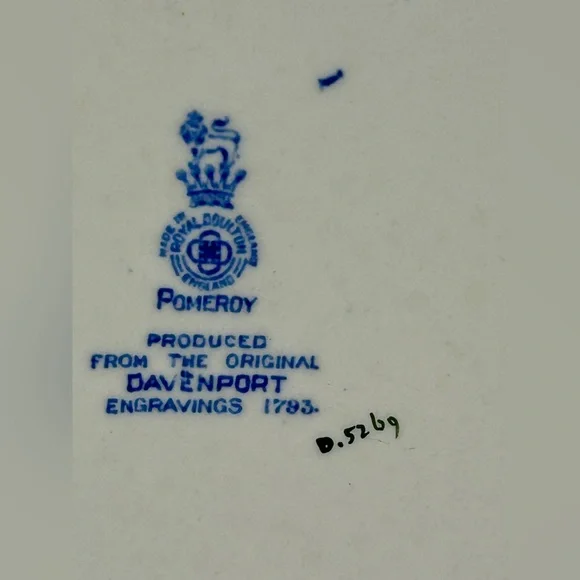 MADE IN ENGLAND
ROYAL DOULTON
ENGLAND
POMEROY
PRODUCED
FROM THE ORIGINAL
DAVENPORT
ENGRAVINGS 1793.
D.5269